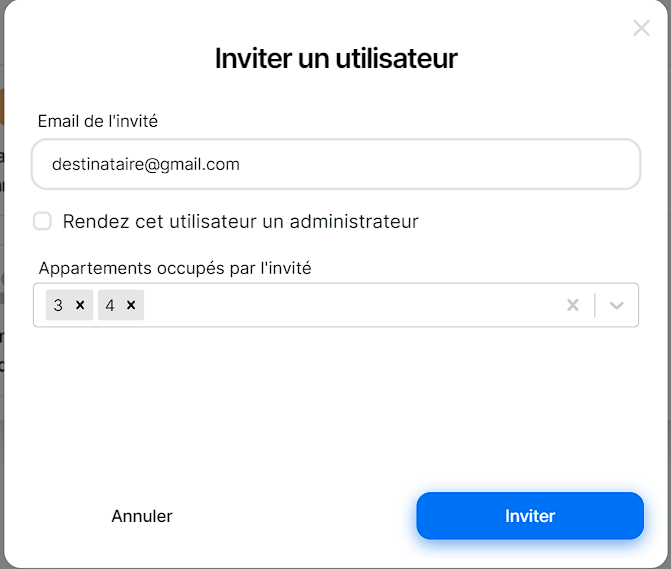 Inviter un utilisateur
Email de l'invité
destinataire@gmail.com
Rendez cet utilisateur un administrateur
Appartements occupés par l'invité
3 4
Annuler Inviter